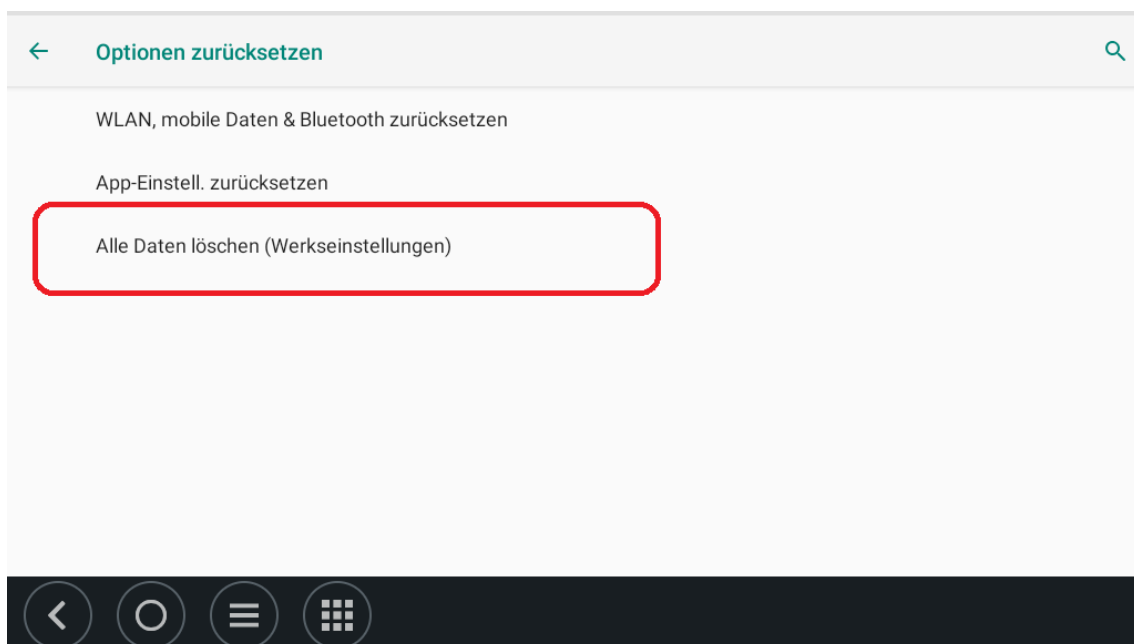 Optionen zurücksetzen
WLAN, mobile Daten & Bluetooth zurücksetzen
App-Einstell. zurücksetzen
Alle Daten löschen (Werkseinstellungen)